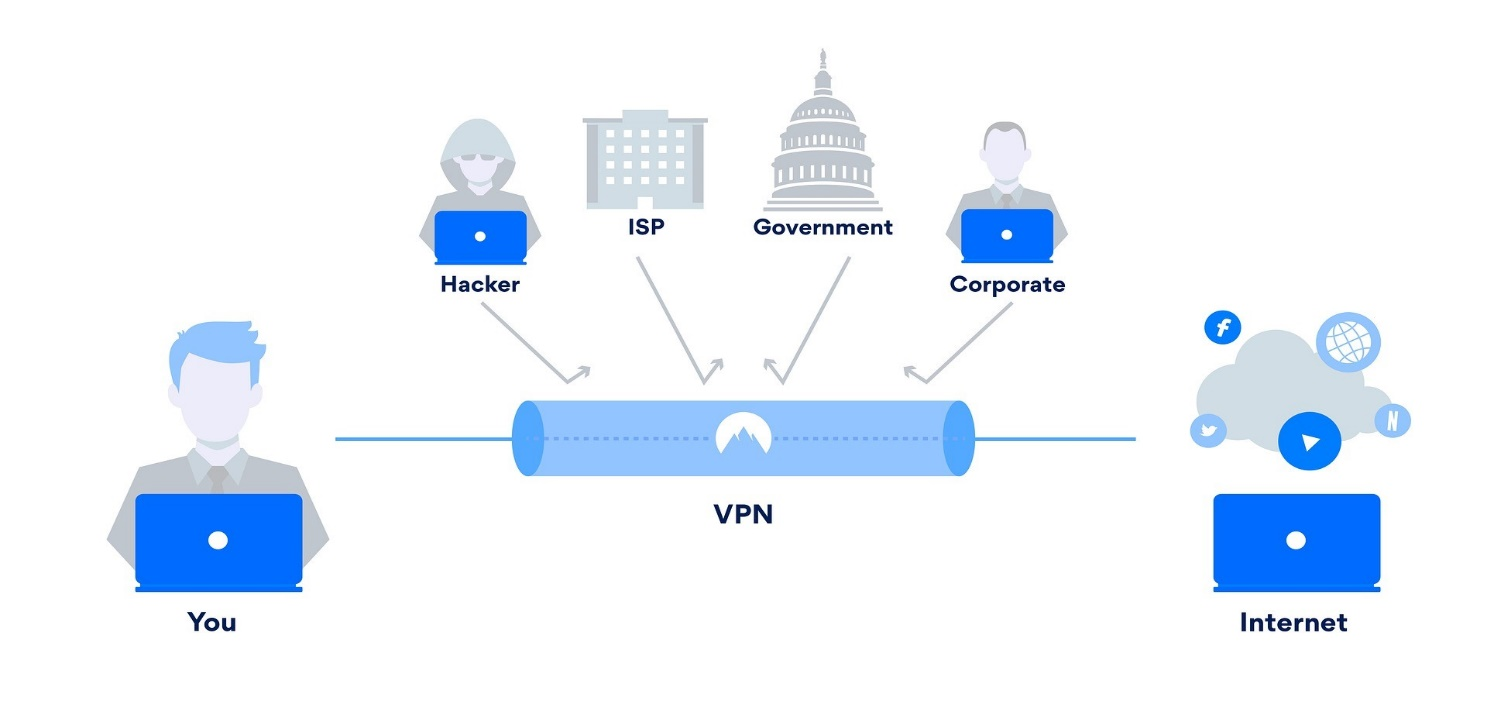 ISP
Government
Hacker
Corporate
VPN
You
Internet